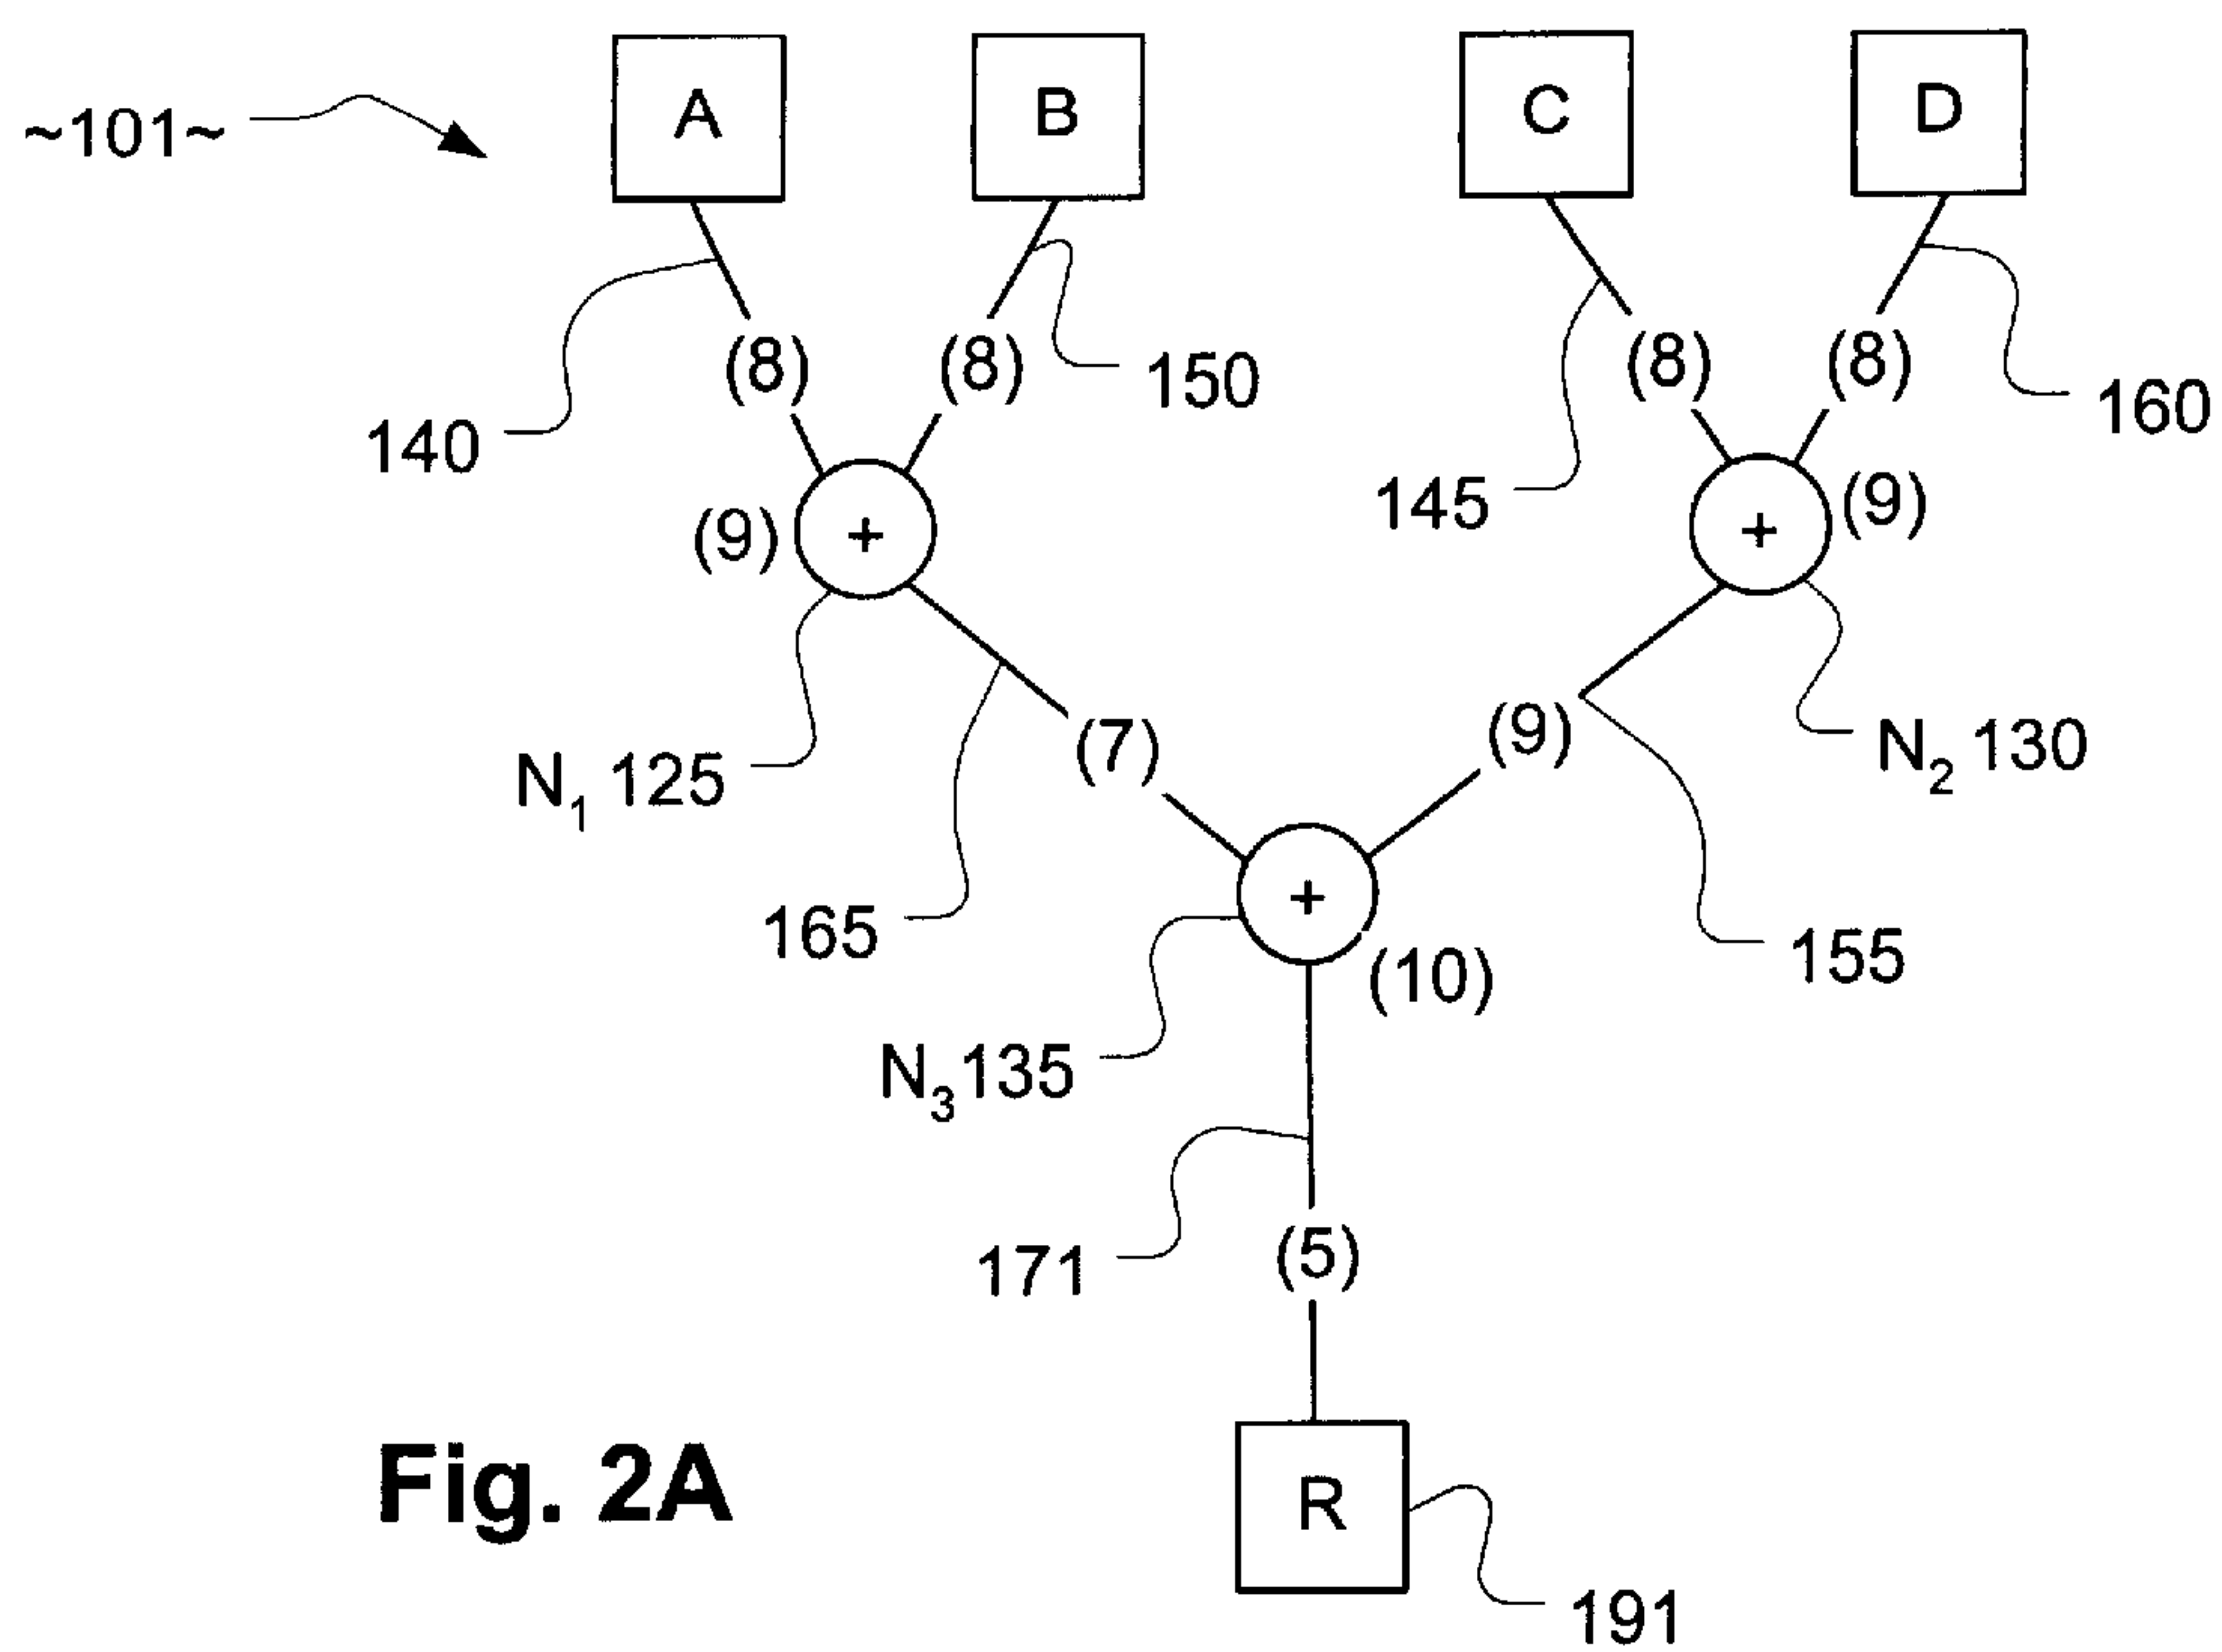 A
B
C
D
~101~
(8)
(8)
150
(8)
(8)
160
140
145
(9)
+
+
(9)
N1 125
(7)
(9)
N2 130
165
+
(10)
155
N3 135
171
(5)
R
Fig. 2A
191